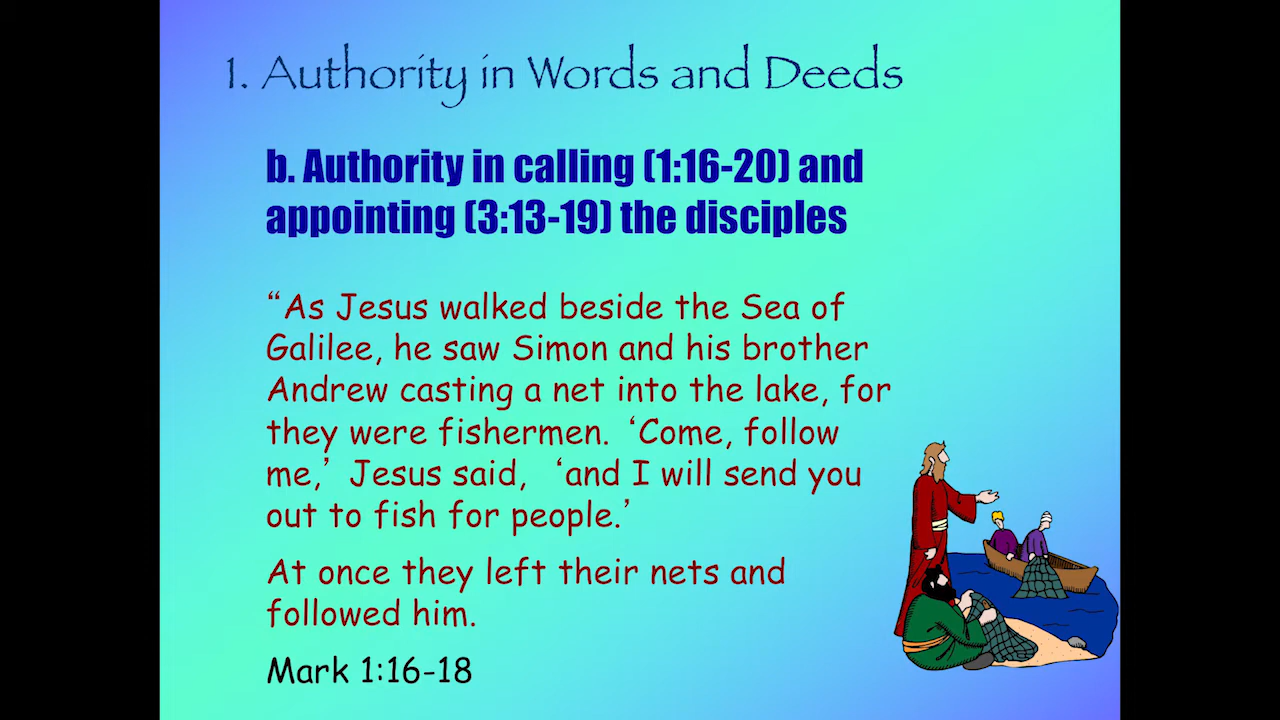 1. Authority in Words and Deeds
b. Authority in calling (1:16-20) and
appointing (3:13-19) the disciples
“As Jesus walked beside the Sea of
Galilee, he saw Simon and his brother
Andrew casting a net into the lake, for
they were fishermen. ‘Come, follow
me,’ Jesus said, ‘and I will send you
out to fish for people.’
At once they left their nets and
followed him.
Mark 1:16-18